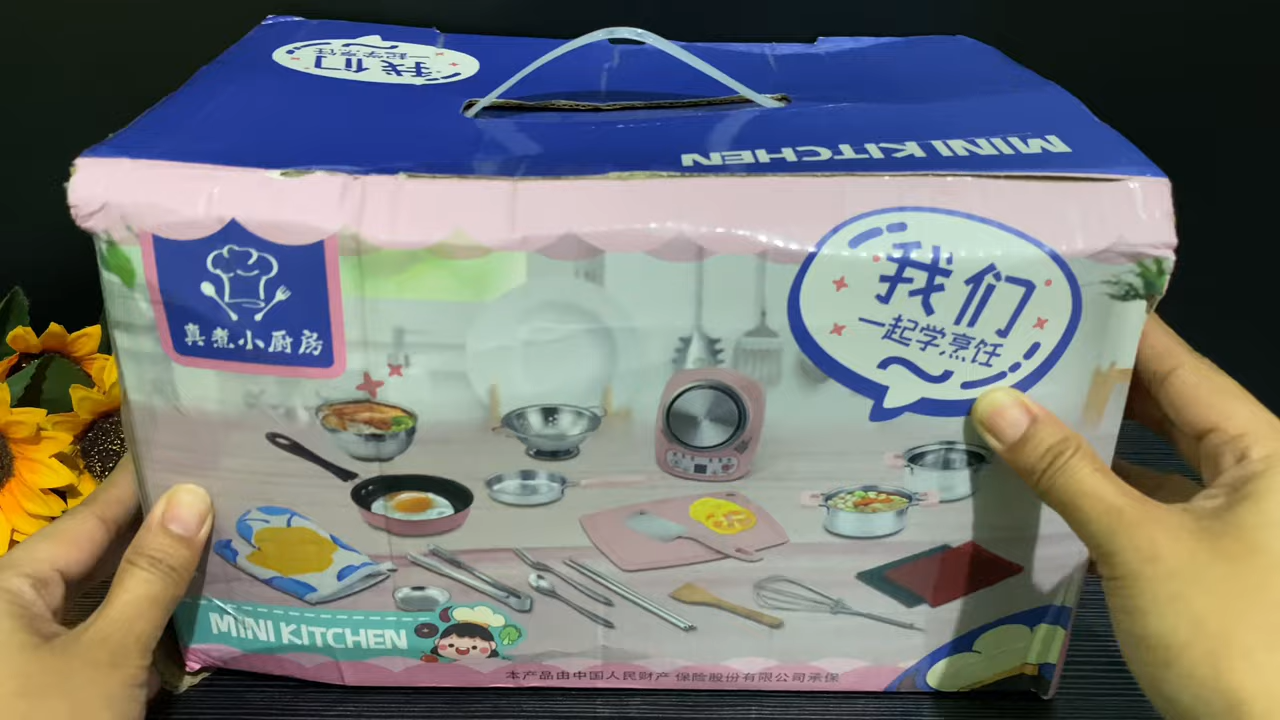 我们
一起学烹饪
MINI KITCHEN
真煮小厨房
我们
一起学烹饪
MINI KITCHEN
本产品由中国人民财产 保险股份有限公司承保